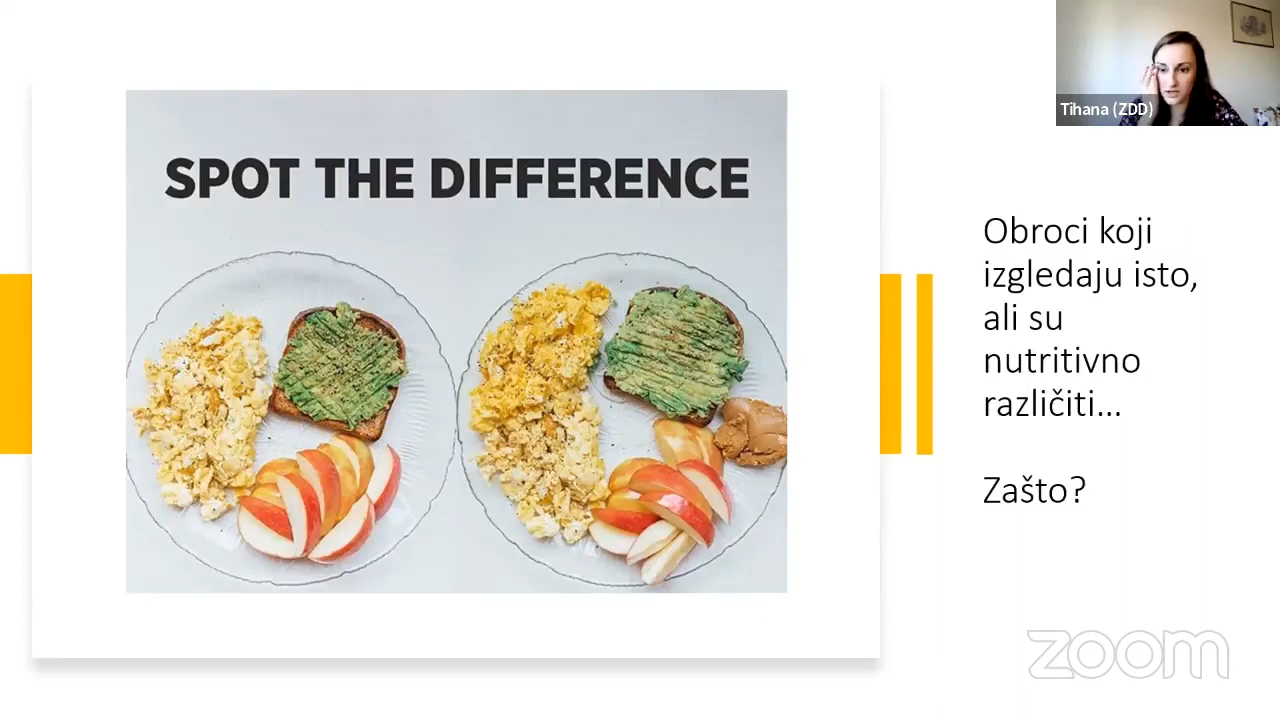 SPOT THE DIFFERENCE
Tihana (ZDD)
Obroci koji
izgledaju isto,
ali su
nutritivno
različiti...
Zašto?
zoom